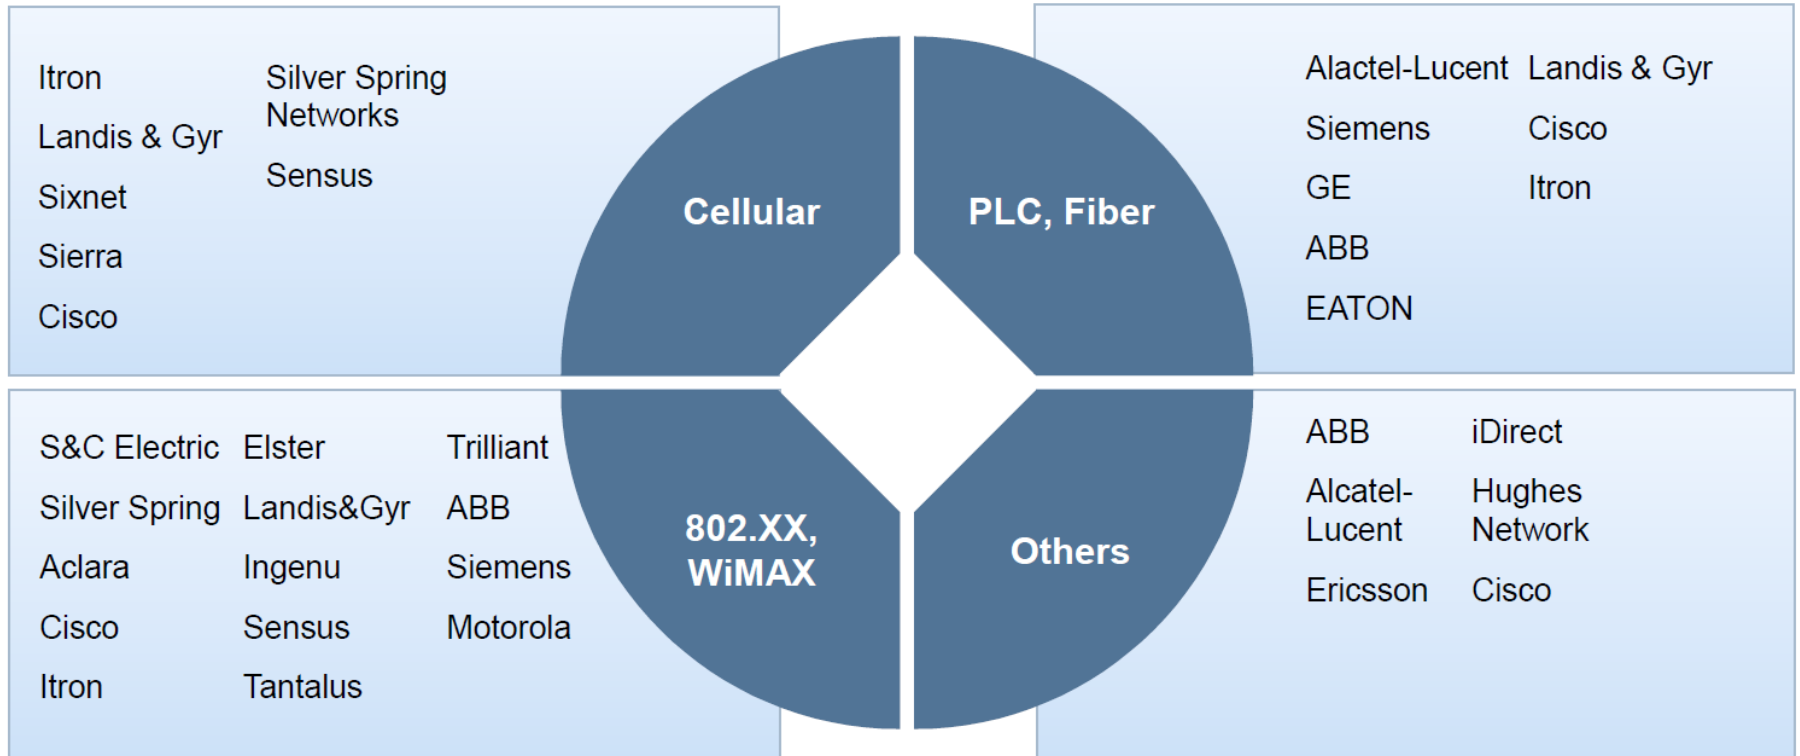 Itron
Landis & Gyr
Sixnet
Sierra
Cisco
Silver Spring
Networks
Sensus
Cellular
PLC, Fiber
Alactel-Lucent
Siemens
GE
ABB
EATON
Landis & Gyr
Cisco
Itron
S&C Electric
Silver Spring
Aclara
Cisco
Itron
Elster
Landis&Gyr
Ingenu
Sensus
Tantalus
Trilliant
ABB
Siemens
Motorola
802.XX,
WiMAX
Others
ABB
Alcatel-
Lucent
Ericsson
iDirect
Hughes
Network
Cisco